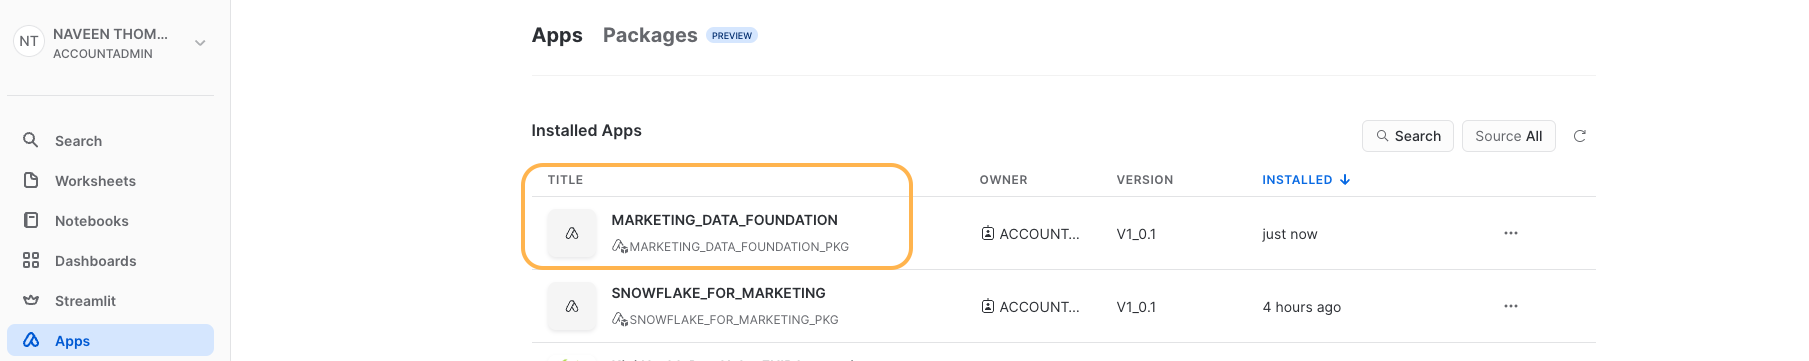 NT
NAVEEN THOM...
ACCOUNTADMIN
Search
Worksheets
Notebooks
Dashboards
Streamlit
Apps
Apps Packages PREVIEW
Installed Apps
Search Source All
TITLE OWNER VERSION INSTALLED
MARKETING_DATA_FOUNDATION
MARKETING_DATA_FOUNDATION_PKG
ACCOUNT... V1_0.1 just now ...
SNOWFLAKE_FOR_MARKETING
SNOWFLAKE_FOR_MARKETING_PKG
ACCOUNT... V1_0.1 4 hours ago ...